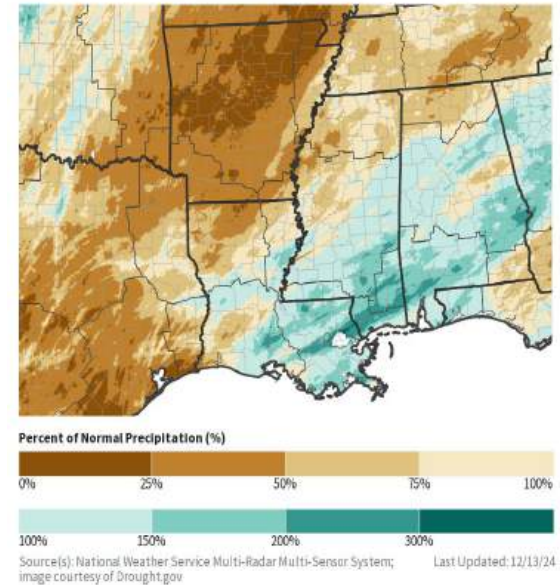 Percent of Normal Precipitation (%)
0% 25% 50% 75% 100%
100% 150% 200% 300%
Source(s): National Weather Service Multi-Radar Multi-Sensor System; Last Updated: 12/13/24
image courtesy of Drought.gov